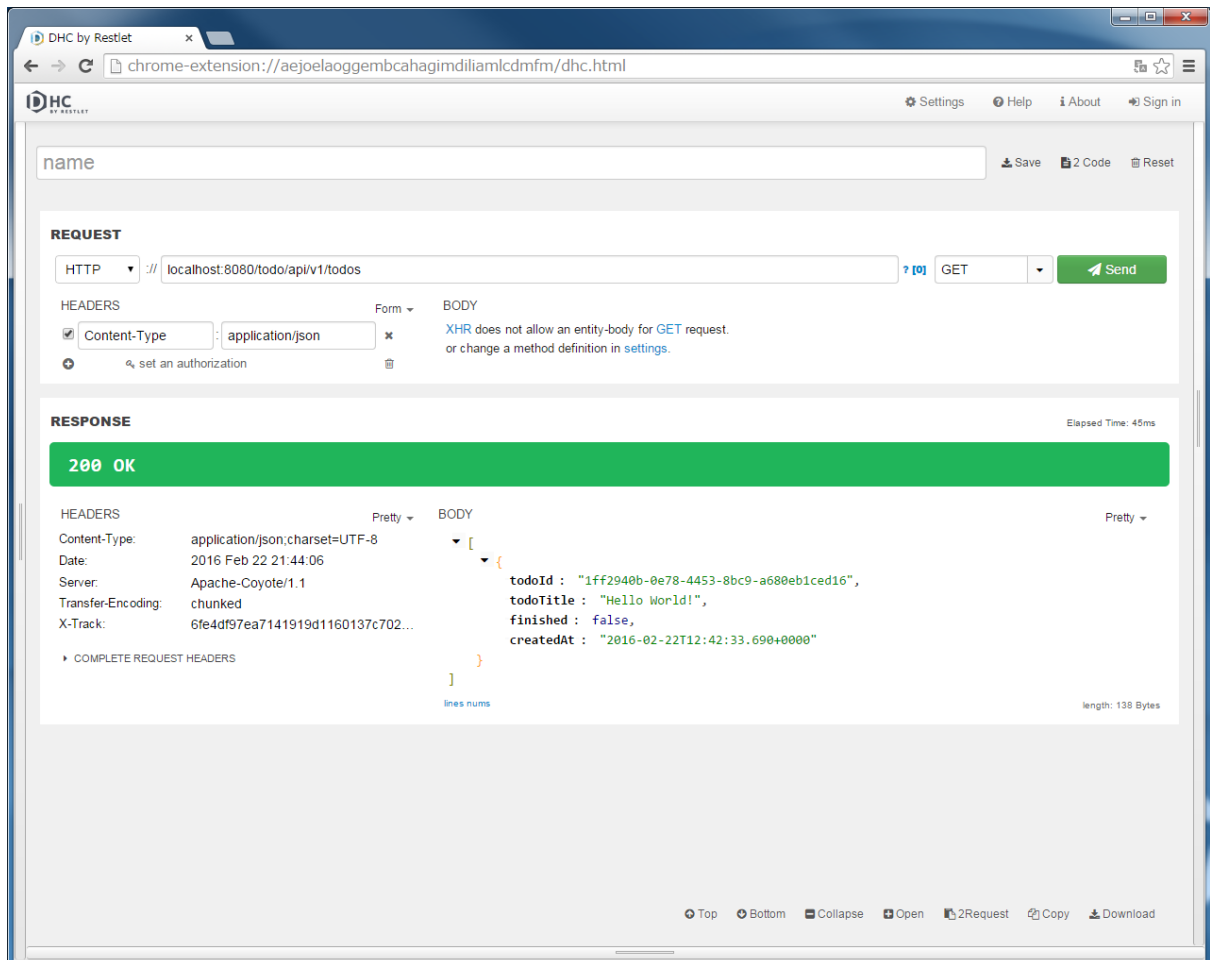 DHC by Restlet
chrome-extension://aejoelaoggembcahagimdiliamlcdmfm/dhc.html
DHC BY RESTLET
Settings Help About Sign in
name
Save 2 Code Reset
REQUEST
HTTP :// localhost:8080/todo/api/v1/todos ? [0] GET Send
HEADERS Form BODY
Content-Type : application/json
XHR does not allow an entity-body for GET request.
or change a method definition in settings.
set an authorization
RESPONSE
Elapsed Time: 45ms
200 OK
HEADERS Pretty
Content-Type: application/json;charset=UTF-8
Date: 2016 Feb 22 21:44:06
Server: Apache-Coyote/1.1
Transfer-Encoding: chunked
X-Track: 6fe4df97ea7141919d1160137c702...
COMPLETE REQUEST HEADERS
BODY Pretty
[
{
todoId : "1ff2940b-0e78-4453-8bc9-a680eb1ced16",
todoTitle : "Hello World!",
finished : false,
createdAt : "2016-02-22T12:42:33.690+0000"
}
]
lines nums
length: 138 Bytes
Top Bottom Collapse Open 2Request Copy Download